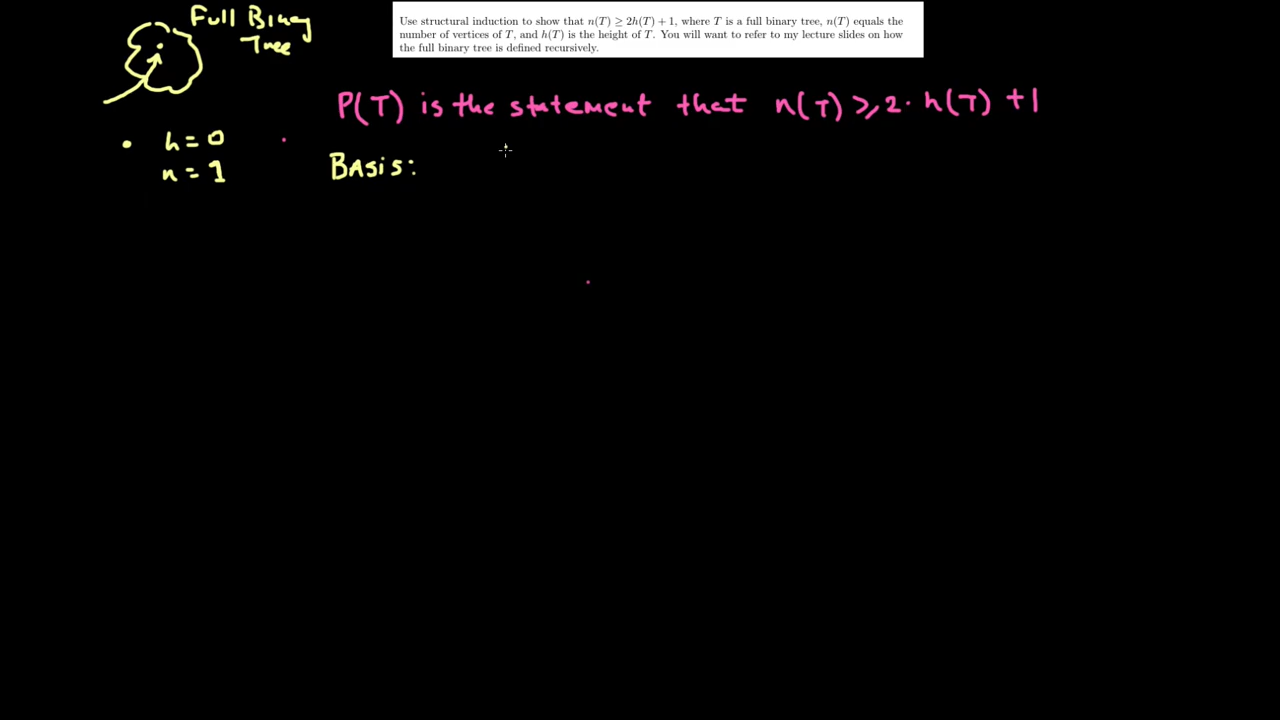 Full Binary
Tree
Use structural induction to show that n(T) ≥ 2h(T) + 1, where T is a full binary tree, n(T) equals the
number of vertices of T, and h(T) is the height of T. You will want to refer to my lecture slides on how
the full binary tree is defined recursively.
P(T) is the statement that n(T) ≥ 2· h(T) +1
h = 0
n = 1
Basis: